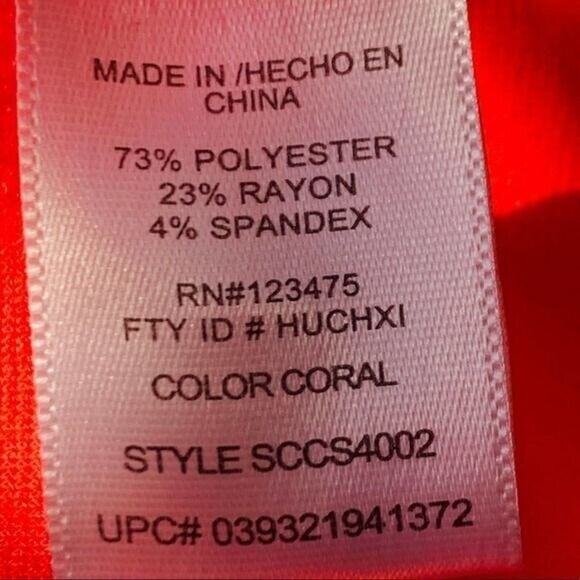 MADE IN /HECHO EN
CHINA
73% POLYESTER
23% RAYON
4% SPANDEX
RN#123475
FTY ID # HUCHXI
COLOR CORAL
STYLE SCCS4002
UPC# 039321941372